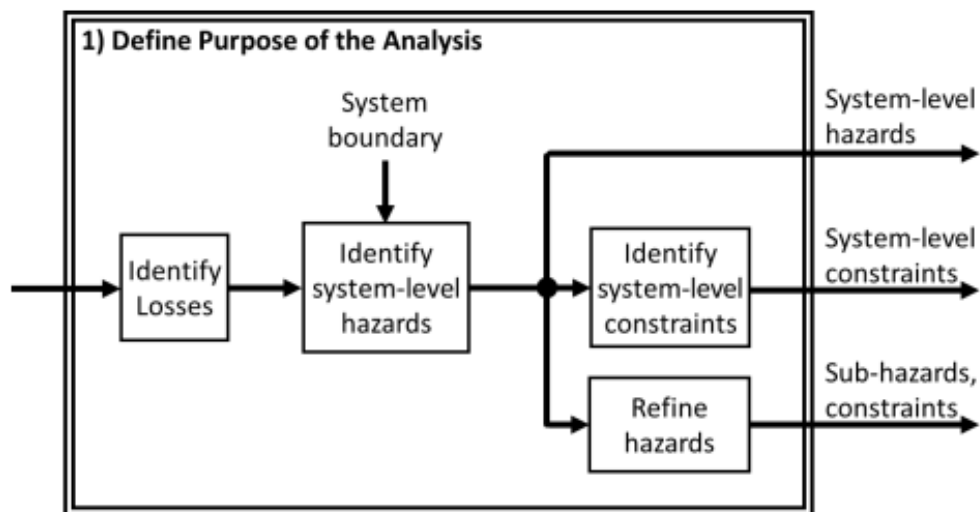 1) Define Purpose of the Analysis
System
boundary
System-level
hazards
Identify
Losses
Identify
system-level
hazards
Identify
system-level
constraints
System-level
constraints
Refine
hazards
Sub-hazards,
constraints